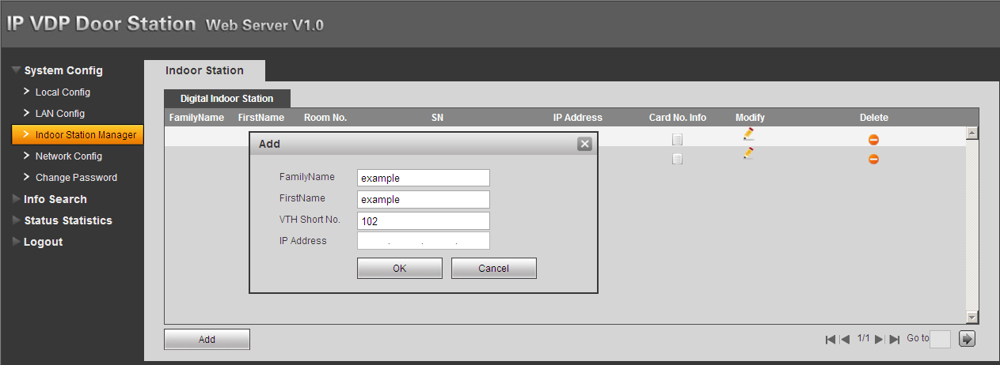 IP VDP Door Station Web Server V1.0
System Config
Local Config
LAN Config
Indoor Station Manager
Network Config
Change Password
Info Search
Status Statistics
Logout
Indoor Station
Digital Indoor Station
FamilyName FirstName Room No. SN IP Address Card No. Info Modify Delete
Add
FamilyName example
FirstName example
VTH Short No. 102
IP Address . . .
OK Cancel
Add 1/1 Go to